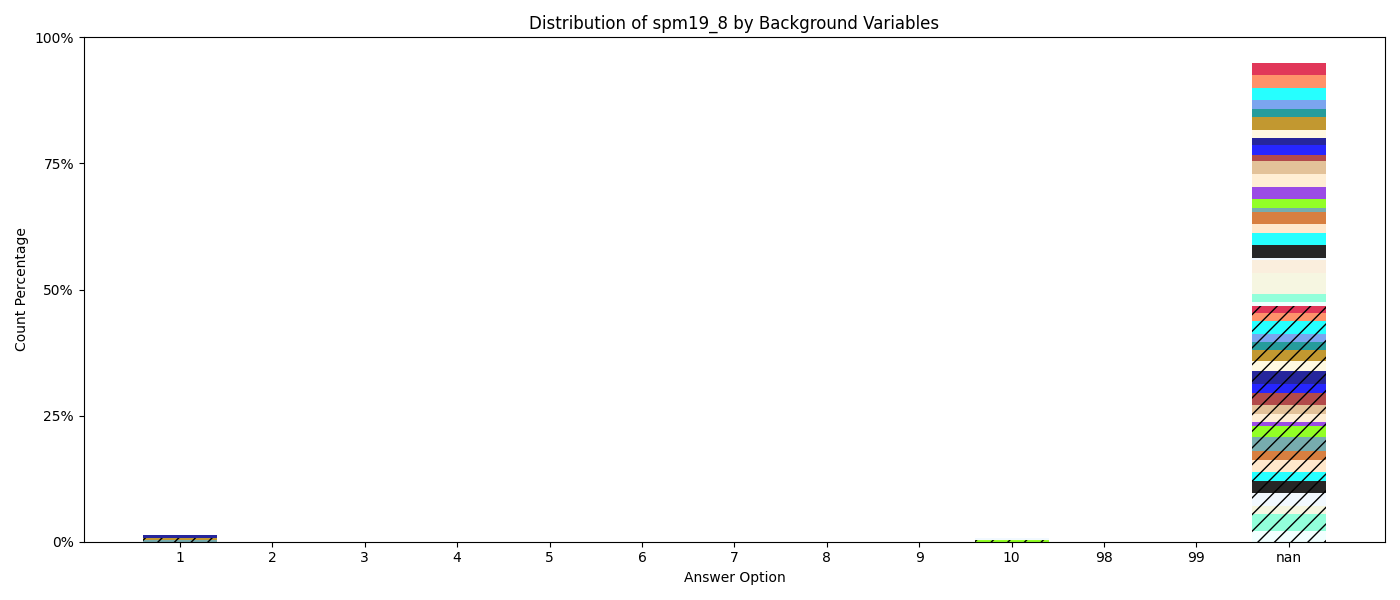 Distribution of spm19_8 by Background Variables
100%
75%
50%
25%
0%
Count Percentage
1 2 3 4 5 6 7 8 9 10 98 99 nan
Answer Option